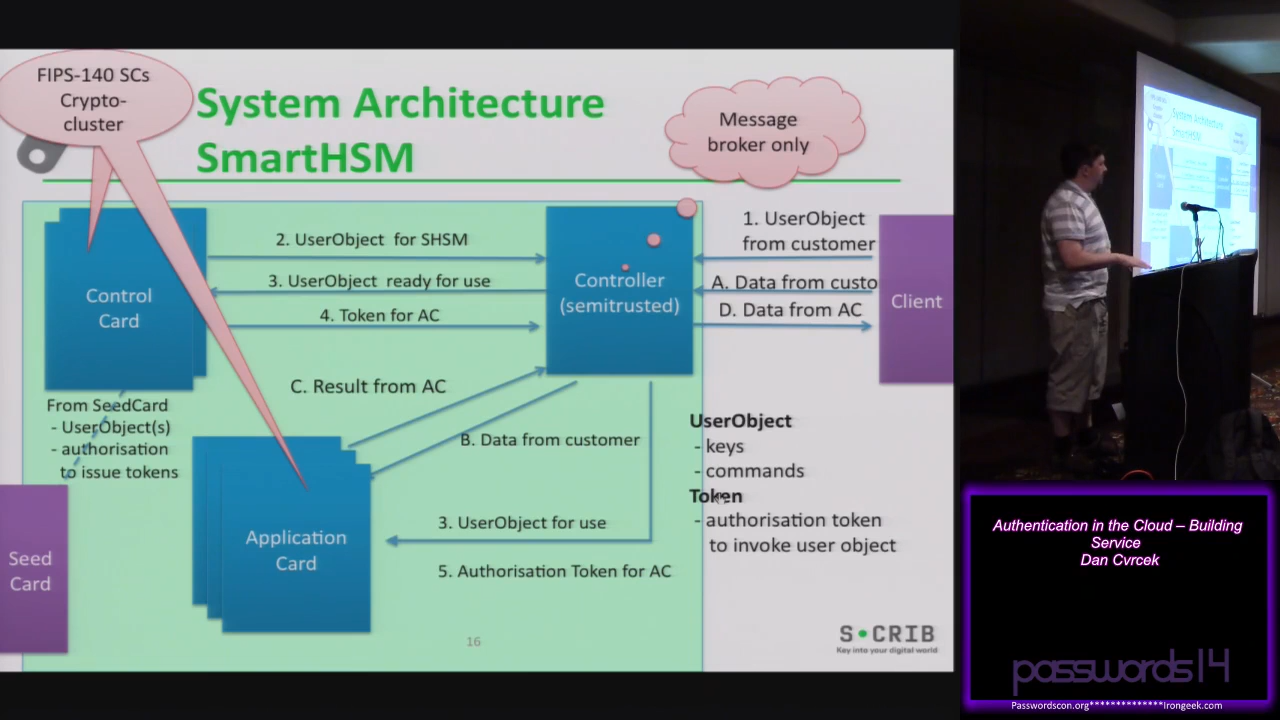 FIPS-140 SCs
Crypto-
cluster
System Architecture
SmartHSM
Message
broker only
Control
Card
2. UserObject for SHSM
3. UserObject ready for use
4. Token for AC
Controller
(semitrusted)
1. UserObject
from customer
A. Data from custo
D. Data from AC
Client
C. Result from AC
B. Data from customer
From SeedCard
- UserObject(s)
- authorisation
to issue tokens
Seed
Card
Application
Card
3. UserObject for use
5. Authorisation Token for AC
UserObject
- keys
- commands
Token
- authorisation token
to invoke user object
16
S•CRIB
Key into your digital world
System Architecture
SmartHSM
Authentication in the Cloud – Building
Service
Dan Cvrcek
passwords14
Passwordscon.org**************Irongeek.com